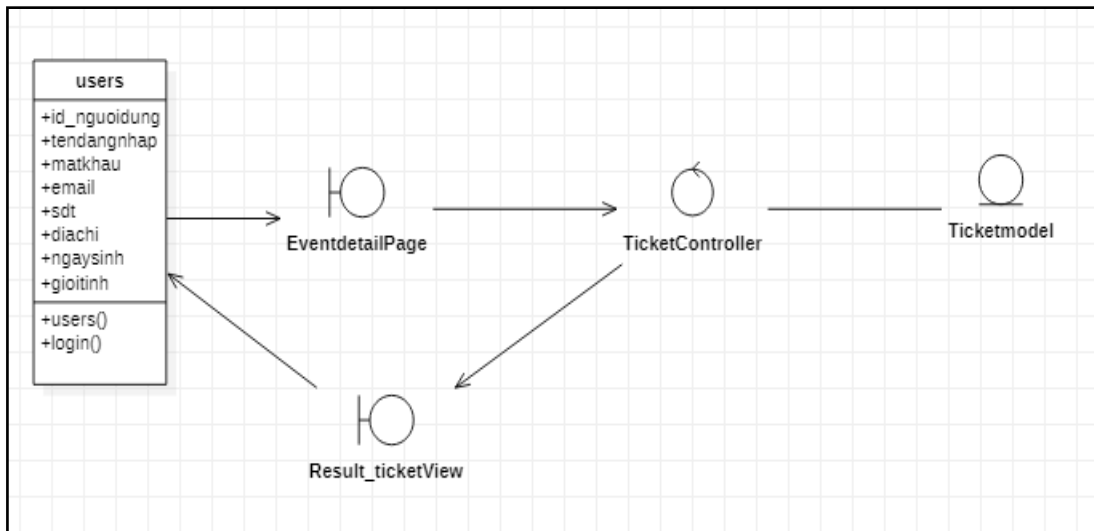 users
+id_nguoidung
+tendangnhap
+matkhau
+email
+sdt
+diachi
+ngaysinh
+gioitinh
+users()
+login()
EventdetailPage
TicketController
Ticketmodel
Result_ticketView